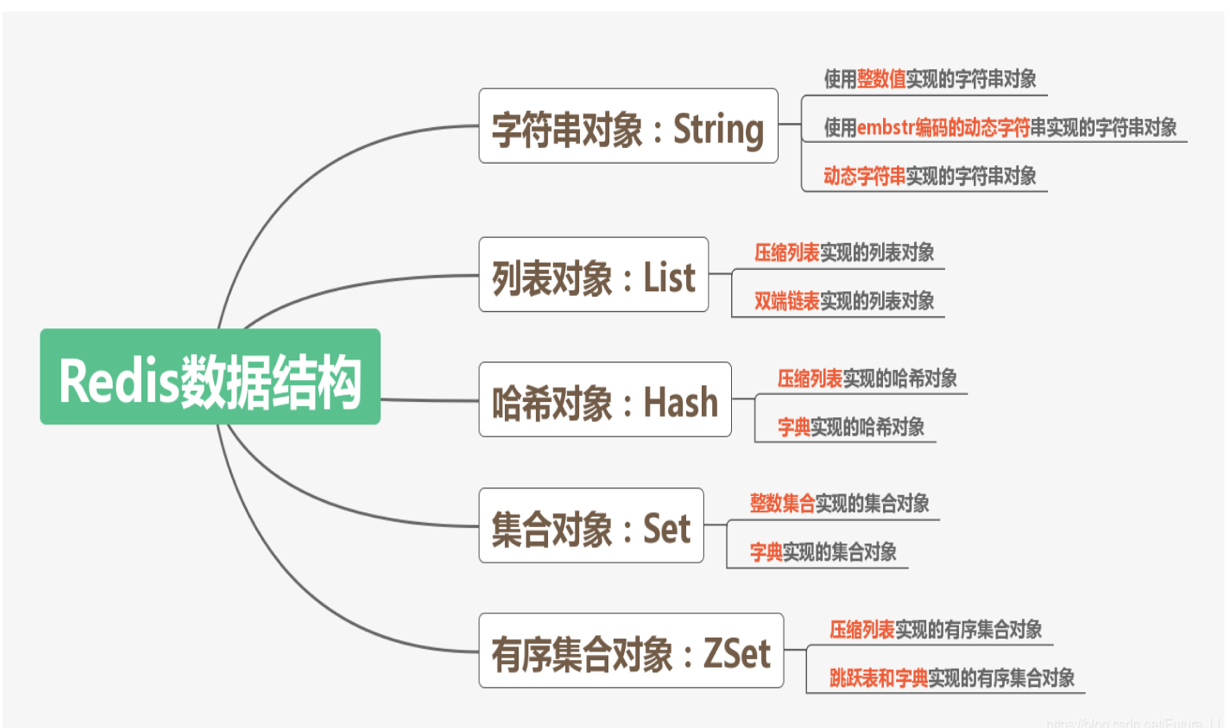 Redis数据结构
字符串对象：String
使用整数值实现的字符串对象
使用embstr编码的动态字符串实现的字符串对象
动态字符串实现的字符串对象
列表对象：List
压缩列表实现的列表对象
双端链表实现的列表对象
哈希对象：Hash
压缩列表实现的哈希对象
字典实现的哈希对象
集合对象：Set
整数集合实现的集合对象
字典实现的集合对象
有序集合对象：ZSet
压缩列表实现的有序集合对象
跳跃表和字典实现的有序集合对象